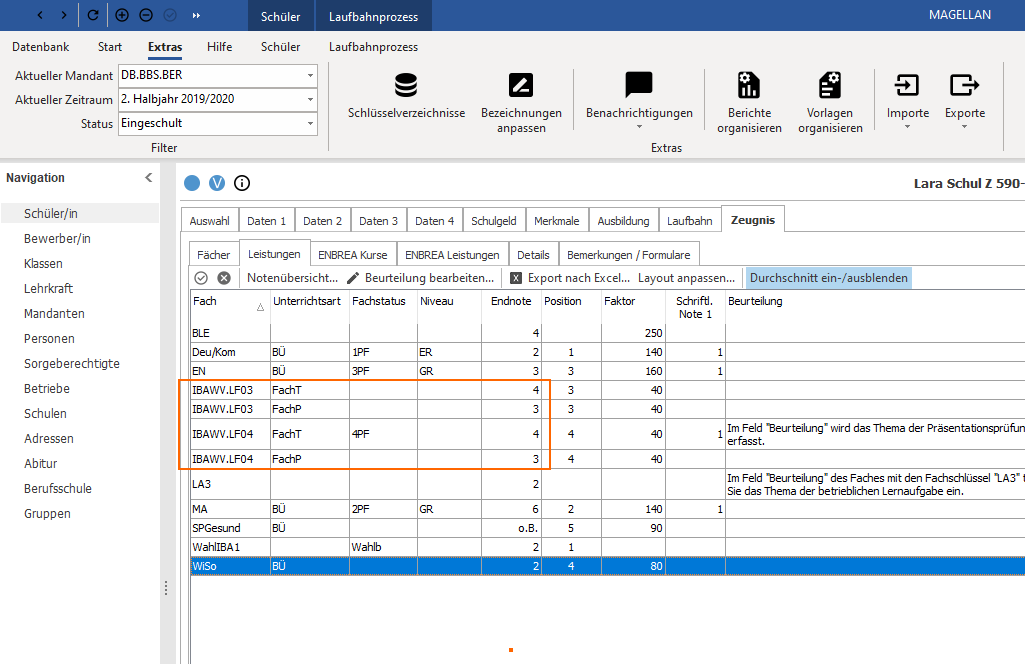 Schüler Laufbahnprozess MAGELLAN
Datenbank Start Extras Hilfe Schüler Laufbahnprozess
Aktueller Mandant DB.BBS.BER
Aktueller Zeitraum 2. Halbjahr 2019/2020
Status Eingeschult
Filter
Schlüsselverzeichnisse
Bezeichnungen
anpassen
Benachrichtigungen
Berichte
organisieren
Vorlagen
organisieren
Importe
Exporte
Extras
Navigation
Schüler/in
Bewerber/in
Klassen
Lehrkraft
Mandanten
Personen
Sorgeberechtigte
Betriebe
Schulen
Adressen
Abitur
Berufsschule
Gruppen
V Lara Schul Z 590-
Auswahl Daten 1 Daten 2 Daten 3 Daten 4 Schulgeld Merkmale Ausbildung Laufbahn Zeugnis
Fächer Leistungen ENBREA Kurse ENBREA Leistungen Details Bemerkungen / Formulare
Notenübersicht... Beurteilung bearbeiten... X Export nach Excel... Layout anpassen... Durchschnitt ein-/ausblenden
Fach Unterrichtsart Fachstatus Niveau Endnote Position Faktor Schriftl. Beurteilung
Note 1
BLE 4 250
Deu/Kom BÜ 1PF ER 2 1 140 1
EN BÜ 3PF GR 3 3 160 1
IBAWV.LF03 FachT 4 3 40
IBAWV.LF03 FachP 3 3 40
IBAWV.LF04 FachT 4PF 4 4 40 1 Im Feld "Beurteilung" wird das Thema der Präsentationsprüfun
erfasst.
IBAWV.LF04 FachP 3 4 40
LA3 2 Im Feld "Beurteilung" des Faches mit den Fachschlüssel "LA3" t
Sie das Thema der betrieblichen Lernaufgabe ein.
MA BÜ 2PF GR 6 2 140 1
SPGesund BÜ o.B. 5 90
WahlIBA1 Wahlb 2 1
WiSo BÜ 2 4 80